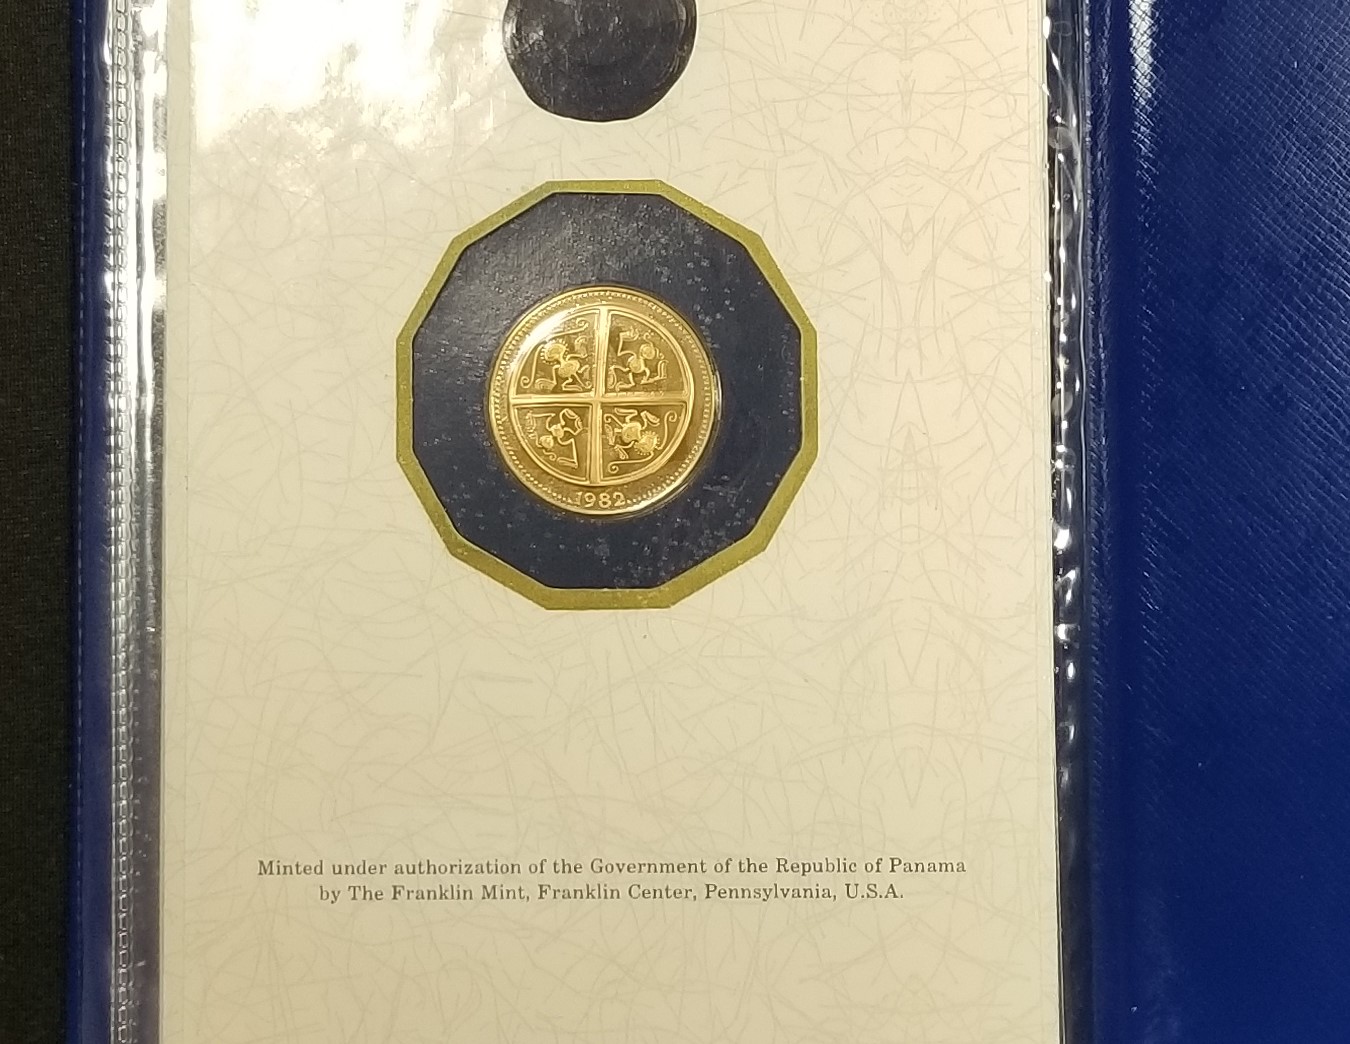 1982
Minted under authorization of the Government of the Republic of Panama
by The Franklin Mint, Franklin Center, Pennsylvania, U.S.A.